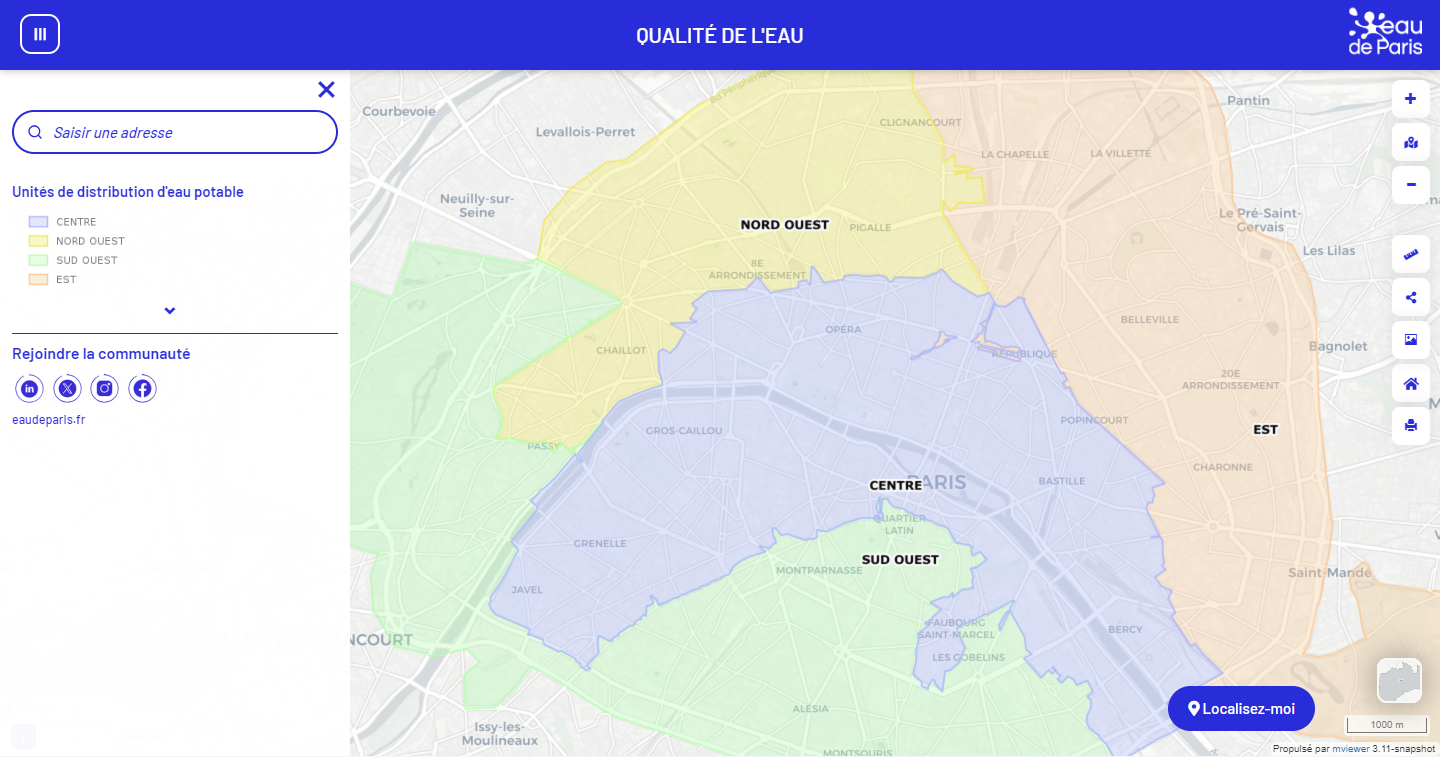 QUALITÉ DE L'EAU
eau
de Paris
Saisir une adresse
Unités de distribution d'eau potable
CENTRE
NORD OUEST
SUD OUEST
EST
Rejoindre la communauté
in
eaudeparis.fr
Bd Périphérique
Courbevoie
Levallois-Perret
CLIGNANCOURT
Pantin
LA CHAPELLE
LA VILLETTE
Neuilly-sur-
Seine
NORD OUEST
PIGALLE
Le Pré-Saint-
Gervais
Les Lilas
8E
ARRONDISSEMENT
OPÉRA
BELLEVILLE
CHAILLOT
RÉPUBLIQUE
Bagnolet
20E
ARRONDISSEMENT
GROS-CAILLOU
POPINCOURT
EST
PASSY
CHARONNE
CENTRE
PARIS
BASTILLE
QUARTIER
LATIN
GRENELLE
SUD OUEST
MONTPARNASSE
Saint-Mandé
JAVEL
FAUBOURG
SAINT-MARCEL
BERCY
COURT
LES GOBELINS
ALÉSIA
Localisez-moi
Issy-les-
Moulineaux
MONTSOURIS
1000 m
Propulsé par mviewer 3.11-snapshot